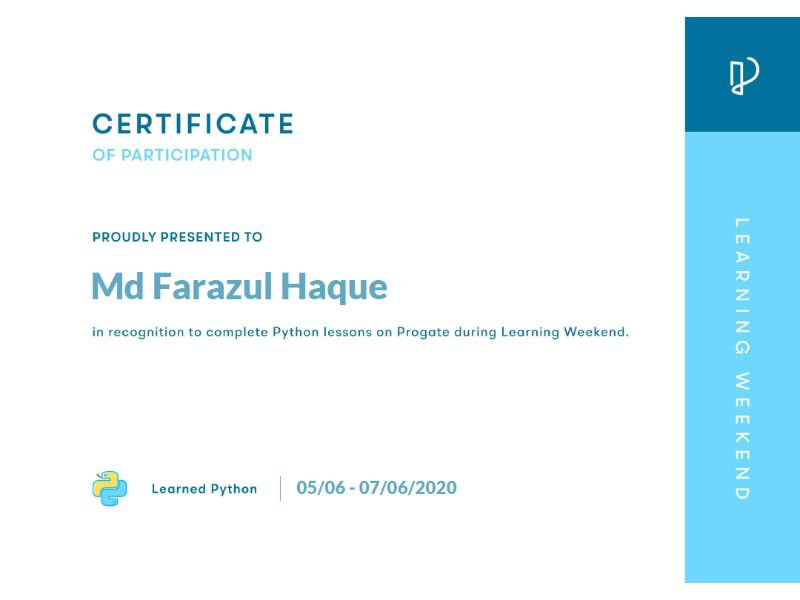 CERTIFICATE
OF PARTICIPATION
PROUDLY PRESENTED TO
Md Farazul Haque
in recognition to complete Python lessons on Progate during Learning Weekend.
Learned Python
05/06 - 07/06/2020
LEARNING WEEKEND